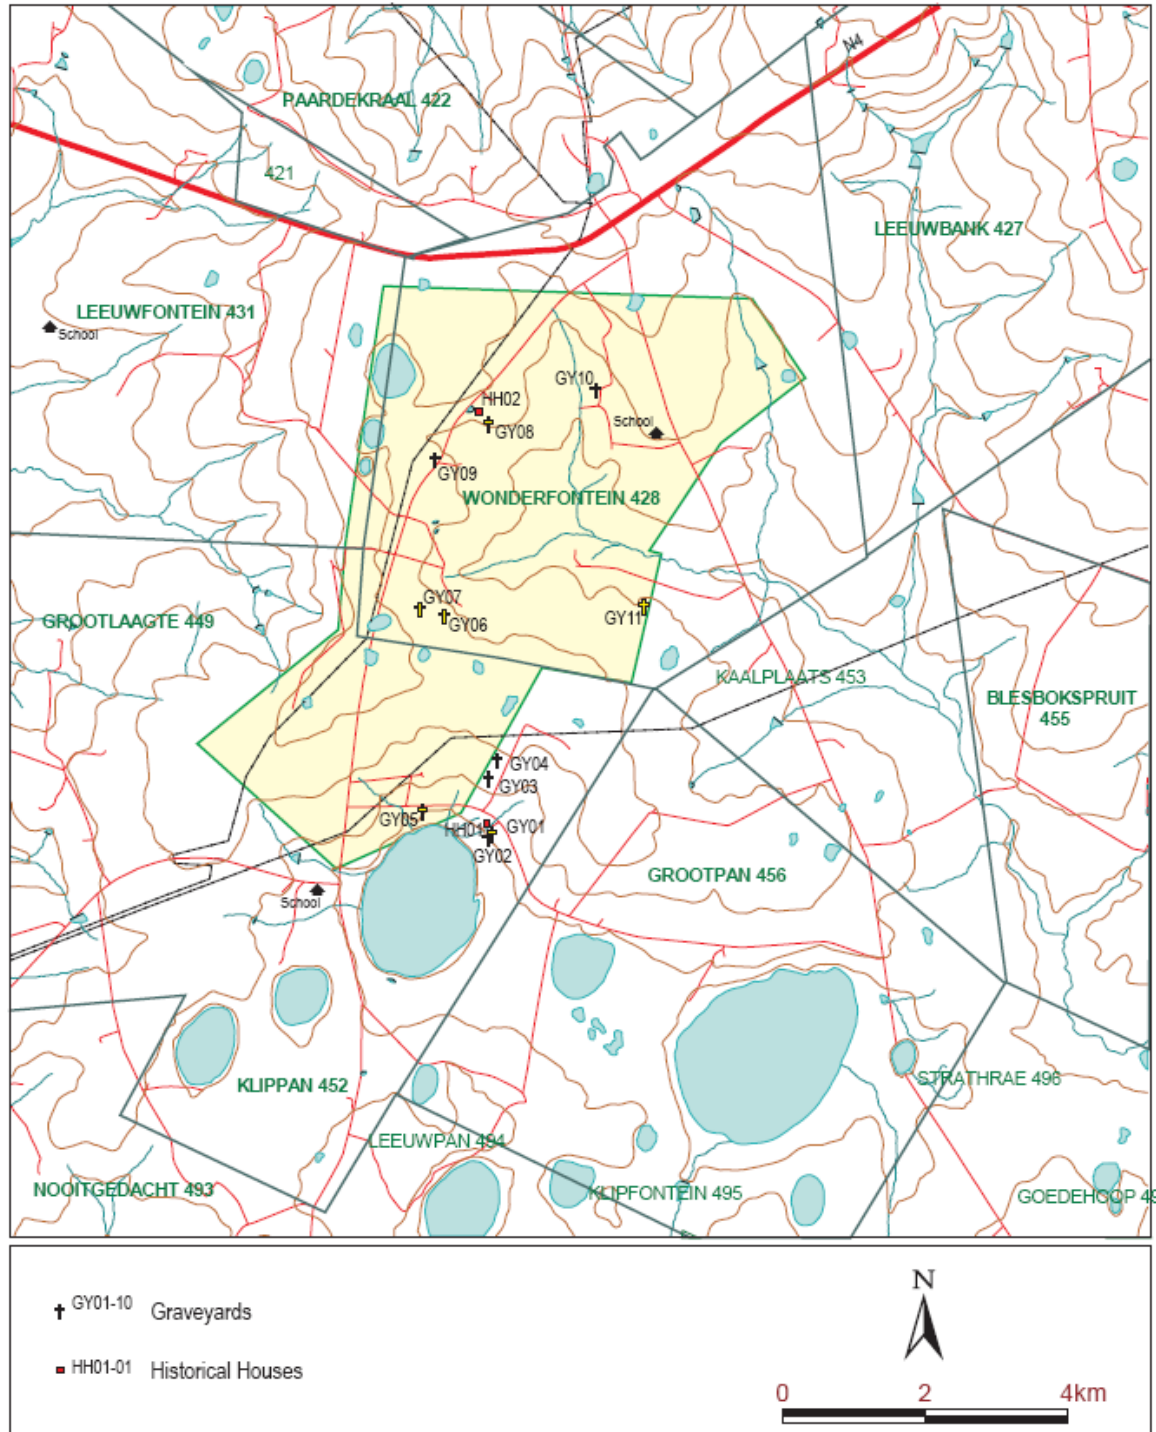 N4
PAARDEKRAAL 422
421
LEEUWBANK 427
LEEUWFONTEIN 431
School
GY10
HH02
School
GY08
GY09
WONDERFONTEIN 428
GY07
GY06
GY11
GROOTLAAGTE 449
KAALPLAATS 453
BLESBOKSPRUIT
455
GY04
GY03
GY05
HH01
GY01
GY02
GROOTPAN 456
School
KLIPPAN 452
STRATHRAE 496
LEEUWPAN 494
NOOITGEDACHT 493
KLIPFONTEIN 495
GOEDEHOOP 49
GY01-10 Graveyards
HH01-01 Historical Houses
N
0 2 4km